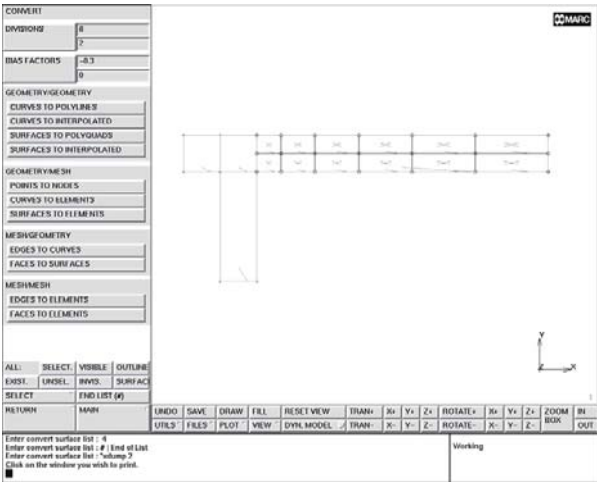 CONVERT
DIVISIONS
2
BIAS FACTORS
-0.3
0
GEOMETRY/GEOMETRY
CURVES TO POLYLINES
CURVES TO INTERPOLATED
SURFACES TO POLYQUADS
SURFACES TO INTERPOLATED
GEOMETRY/MESH
POINTS TO NODES
CURVES TO ELEMENTS
SURFACES TO ELEMENTS
MESH/GEOMETRY
EDGES TO CURVES
FACES TO SURFACES
MESH/MESH
EDGES TO ELEMENTS
FACES TO ELEMENTS
ALL: SELECT. VISIBLE OUTLINE
EXIST. UNSEL. INVIS. SURFAC
SELECT END LIST (#)
RETURN MAIN
MARC
Y
Z X
1
UNDO SAVE DRAW FILL RESET VIEW TRAN+ X+ Y+ Z+ ROTATE+ X+ Y+ Z+ ZOOM BOX IN
UTILS FILES PLOT VIEW DYN. MODEL TRAN- X- Y- Z- ROTATE- X- Y- Z- OUT
Enter convert surface list : 4
Enter convert surface list : # | End of List
Enter convert surface list : *xdump 2
Click on the window you wish to print.
Working